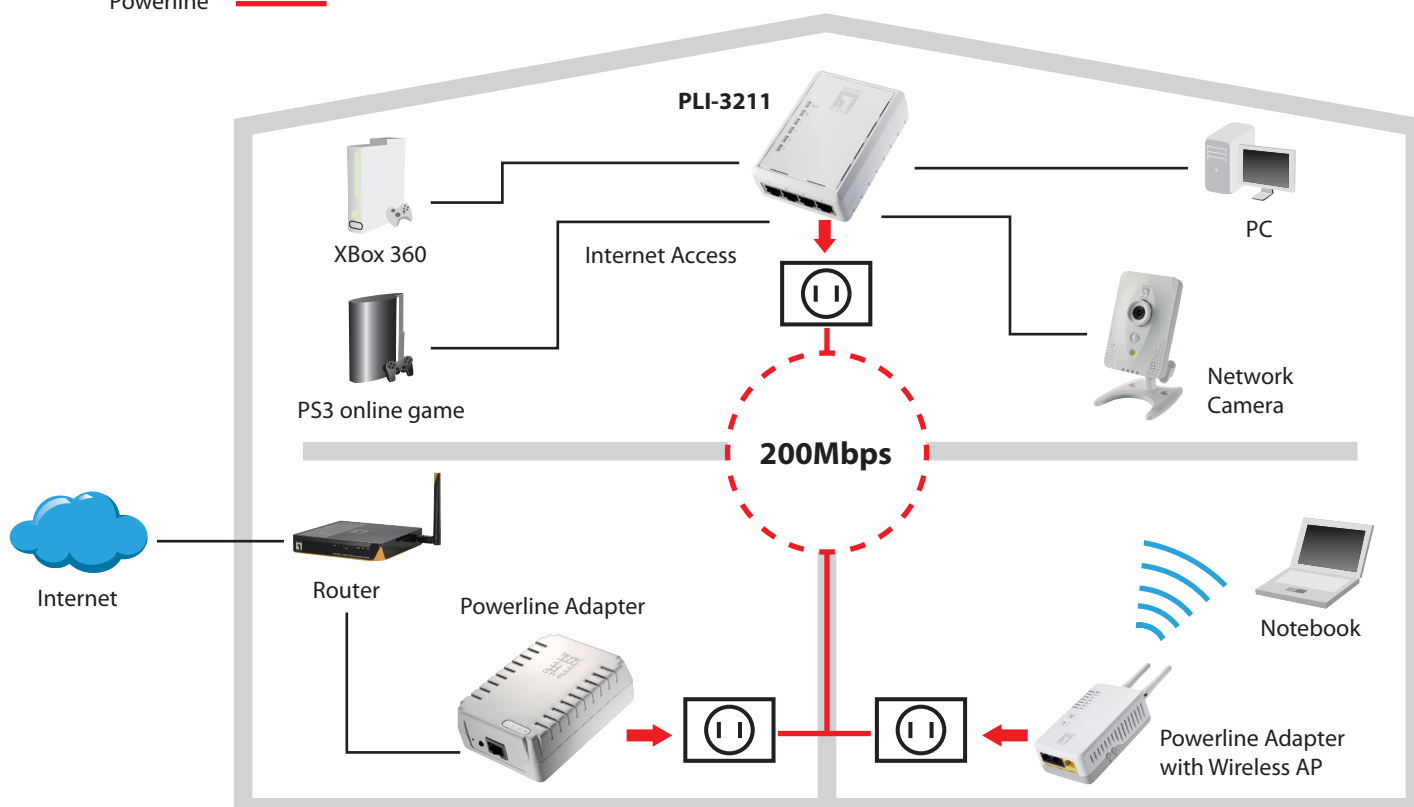 Powerline
PLI-3211
XBox 360
Internet Access
PC
PS3 online game
Network
Camera
200Mbps
Internet
Router
Powerline Adapter
Notebook
Powerline Adapter
with Wireless AP